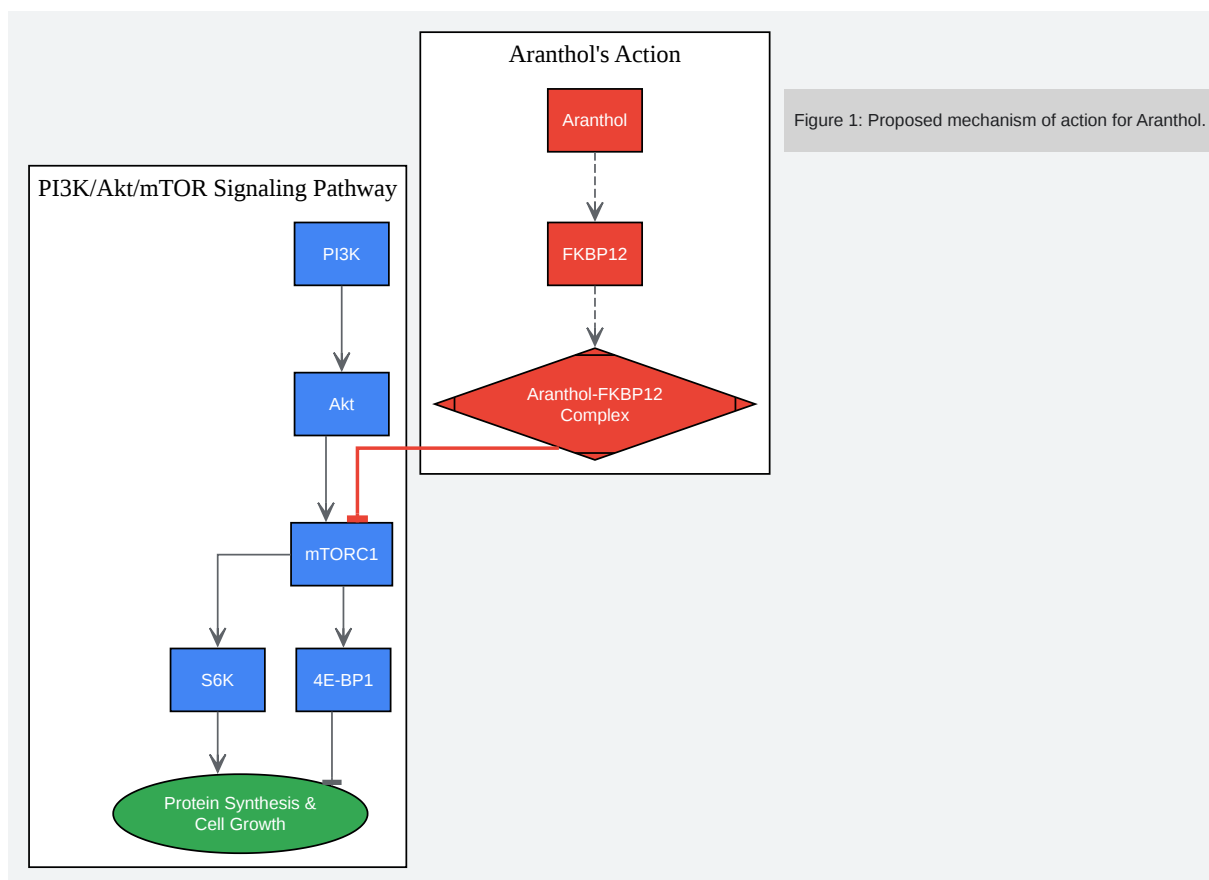 Aranthol's Action
Aranthol
Figure 1: Proposed mechanism of action for Aranthol.
PI3K/Akt/mTOR Signaling Pathway
PI3K
FKBP12
Akt
Aranthol-FKBP12
Complex
mTORC1
S6K
4E-BP1
Protein Synthesis &
Cell Growth